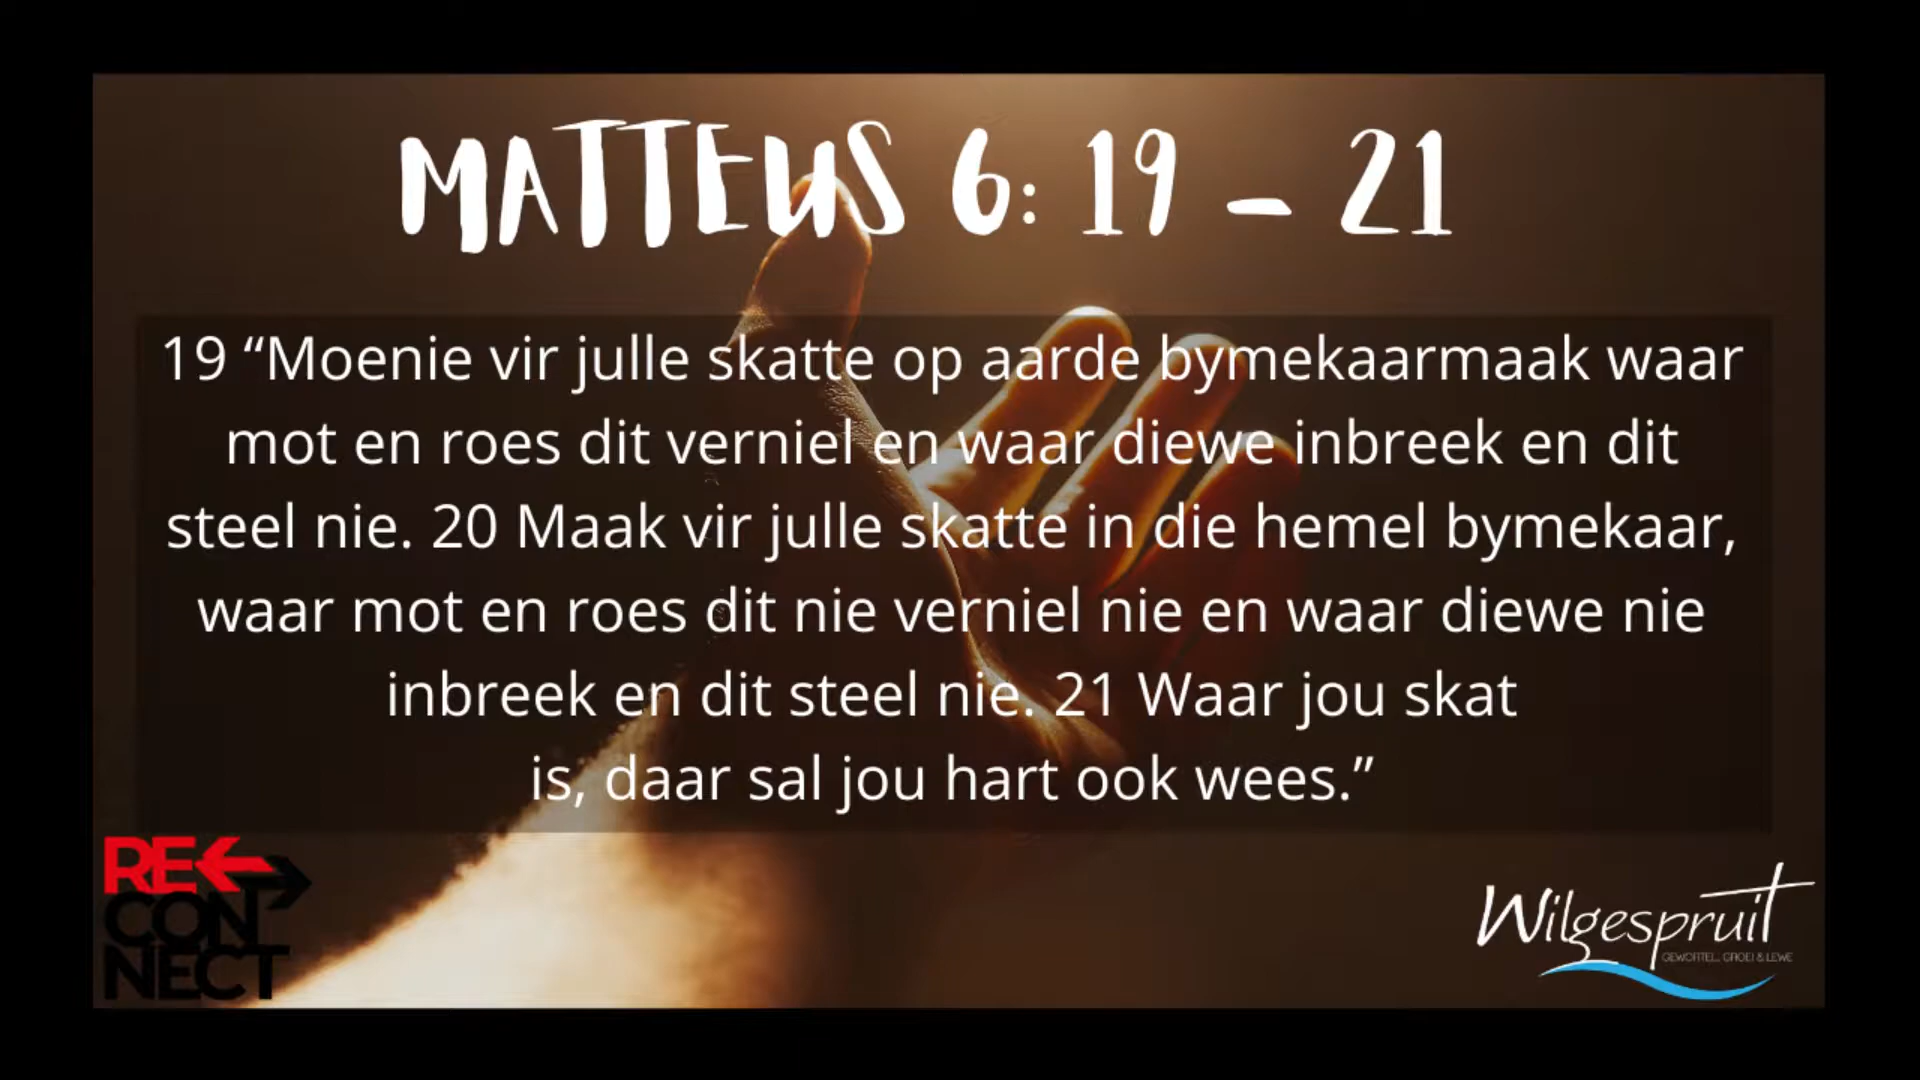 MATTEUS 6: 19 - 21
19 “Moenie vir julle skatte op aarde bymekaarmaak waar
mot en roes dit verniel en waar diewe inbreek en dit
steel nie. 20 Maak vir julle skatte in die hemel bymekaar,
waar mot en roes dit nie verniel nie en waar diewe nie
inbreek en dit steel nie. 21 Waar jou skat
is, daar sal jou hart ook wees.”
RE
CON
NECT
Wilgespruit
GEWORTEL, GROEI & LEWE